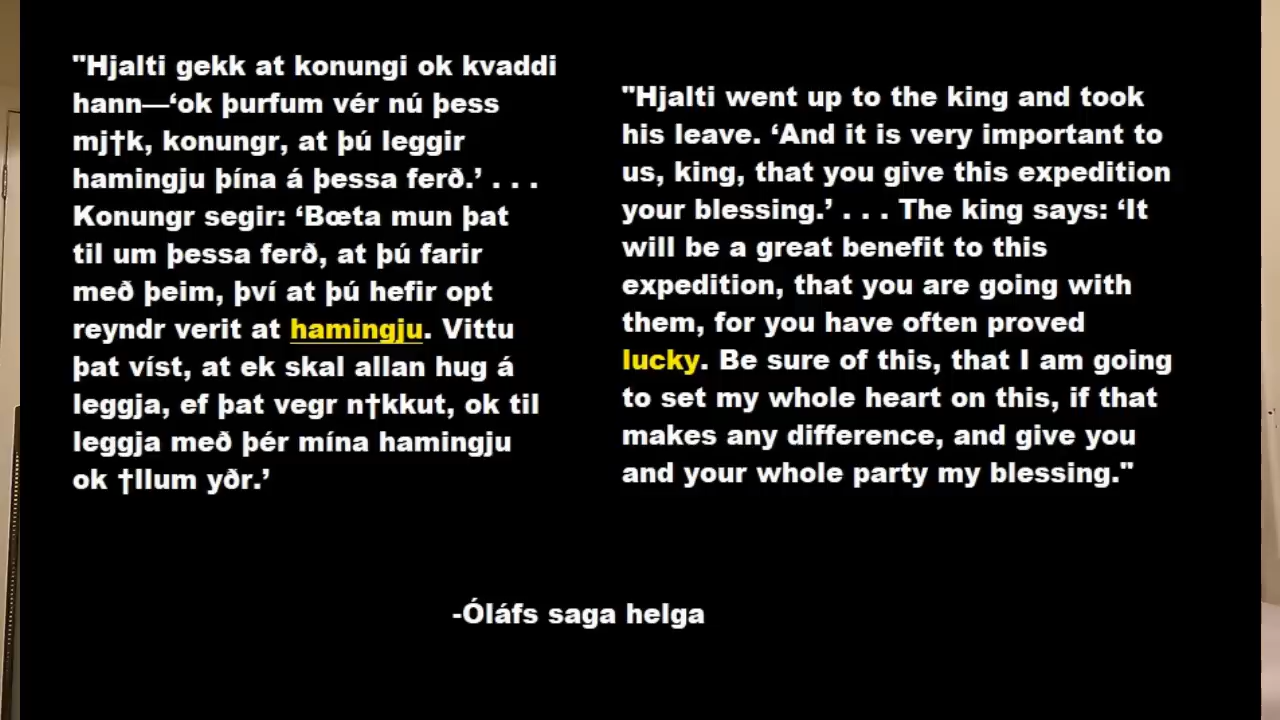 "Hjalti gekk at konungi ok kvaddi
hann—‘ok þurfum vér nú þess
mj†k, konungr, at þú leggir
hamingju þína á þessa ferð.’ . . .
Konungr segir: ‘Bœta mun þat
til um þessa ferð, at þú farir
með þeim, því at þú hefir opt
reyndr verit at hamingju. Vittu
þat víst, at ek skal allan hug á
leggja, ef þat vegr n†kkut, ok til
leggja með þér mína hamingju
ok †llum yðr.’
"Hjalti went up to the king and took
his leave. ‘And it is very important to
us, king, that you give this expedition
your blessing.’ . . . The king says: ‘It
will be a great benefit to this
expedition, that you are going with
them, for you have often proved
lucky. Be sure of this, that I am going
to set my whole heart on this, if that
makes any difference, and give you
and your whole party my blessing."
-Óláfs saga helga